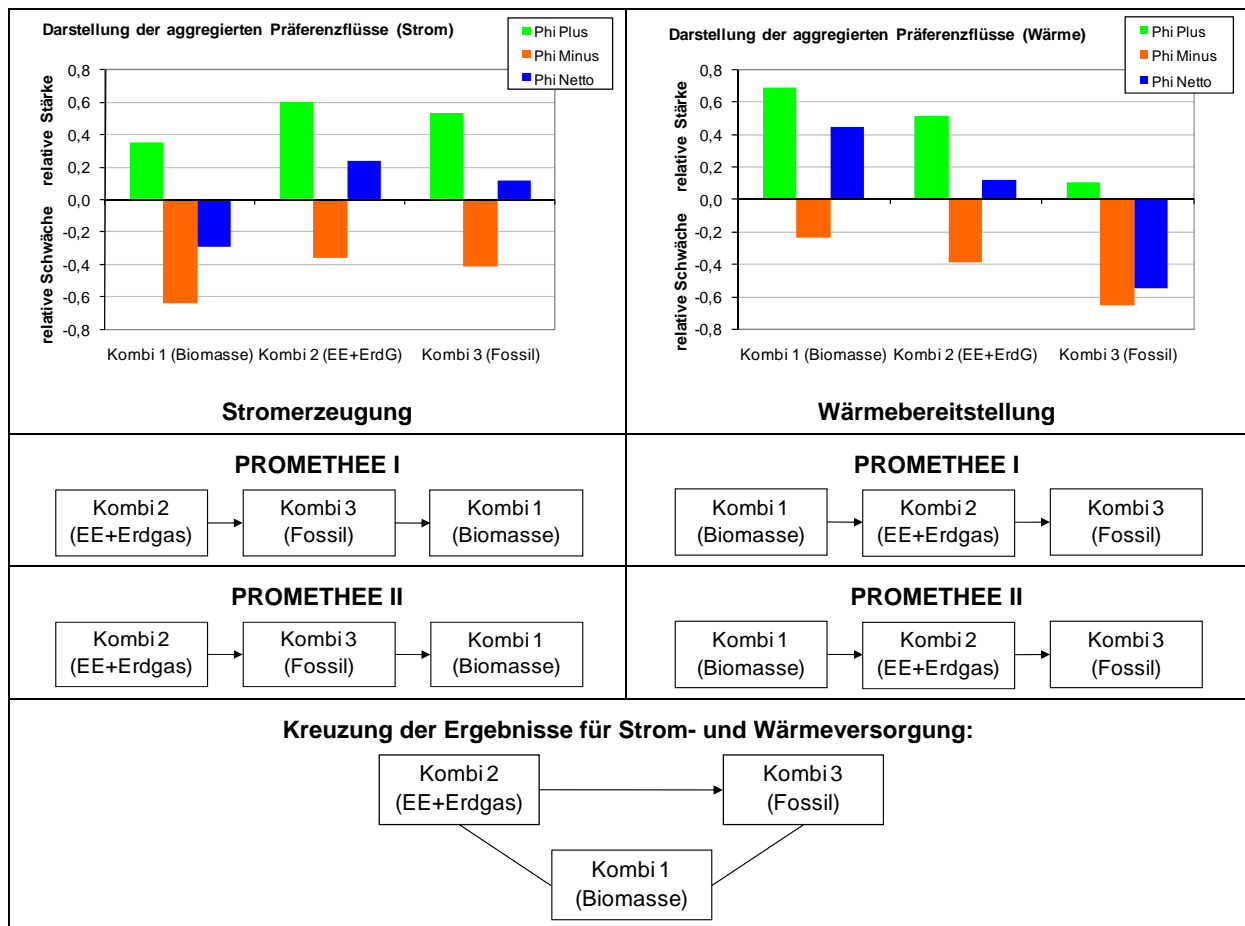 Darstellung der aggregierten Präferenzflüsse (Strom)
Phi Plus
Phi Minus
Phi Netto
relative Stärke
relative Schwäche
0,8
0,6
0,4
0,2
0,0
-0,2
-0,4
-0,6
-0,8
Kombi 1 (Biomasse) Kombi 2 (EE+ErdG) Kombi 3 (Fossil)
Stromerzeugung
Darstellung der aggregierten Präferenzflüsse (Wärme)
Phi Plus
Phi Minus
Phi Netto
relative Stärke
relative Schwäche
0,8
0,6
0,4
0,2
0,0
-0,2
-0,4
-0,6
-0,8
Kombi 1 (Biomasse) Kombi 2 (EE+ErdG) Kombi 3 (Fossil)
Wärmebereitstellung
PROMETHEE I
Kombi 2
(EE+Erdgas)
Kombi 3
(Fossil)
Kombi 1
(Biomasse)
PROMETHEE I
Kombi 1
(Biomasse)
Kombi 2
(EE+Erdgas)
Kombi 3
(Fossil)
PROMETHEE II
Kombi 2
(EE+Erdgas)
Kombi 3
(Fossil)
Kombi 1
(Biomasse)
PROMETHEE II
Kombi 1
(Biomasse)
Kombi 2
(EE+Erdgas)
Kombi 3
(Fossil)
Kreuzung der Ergebnisse für Strom- und Wärmeversorgung:
Kombi 2
(EE+Erdgas)
Kombi 3
(Fossil)
Kombi 1
(Biomasse)